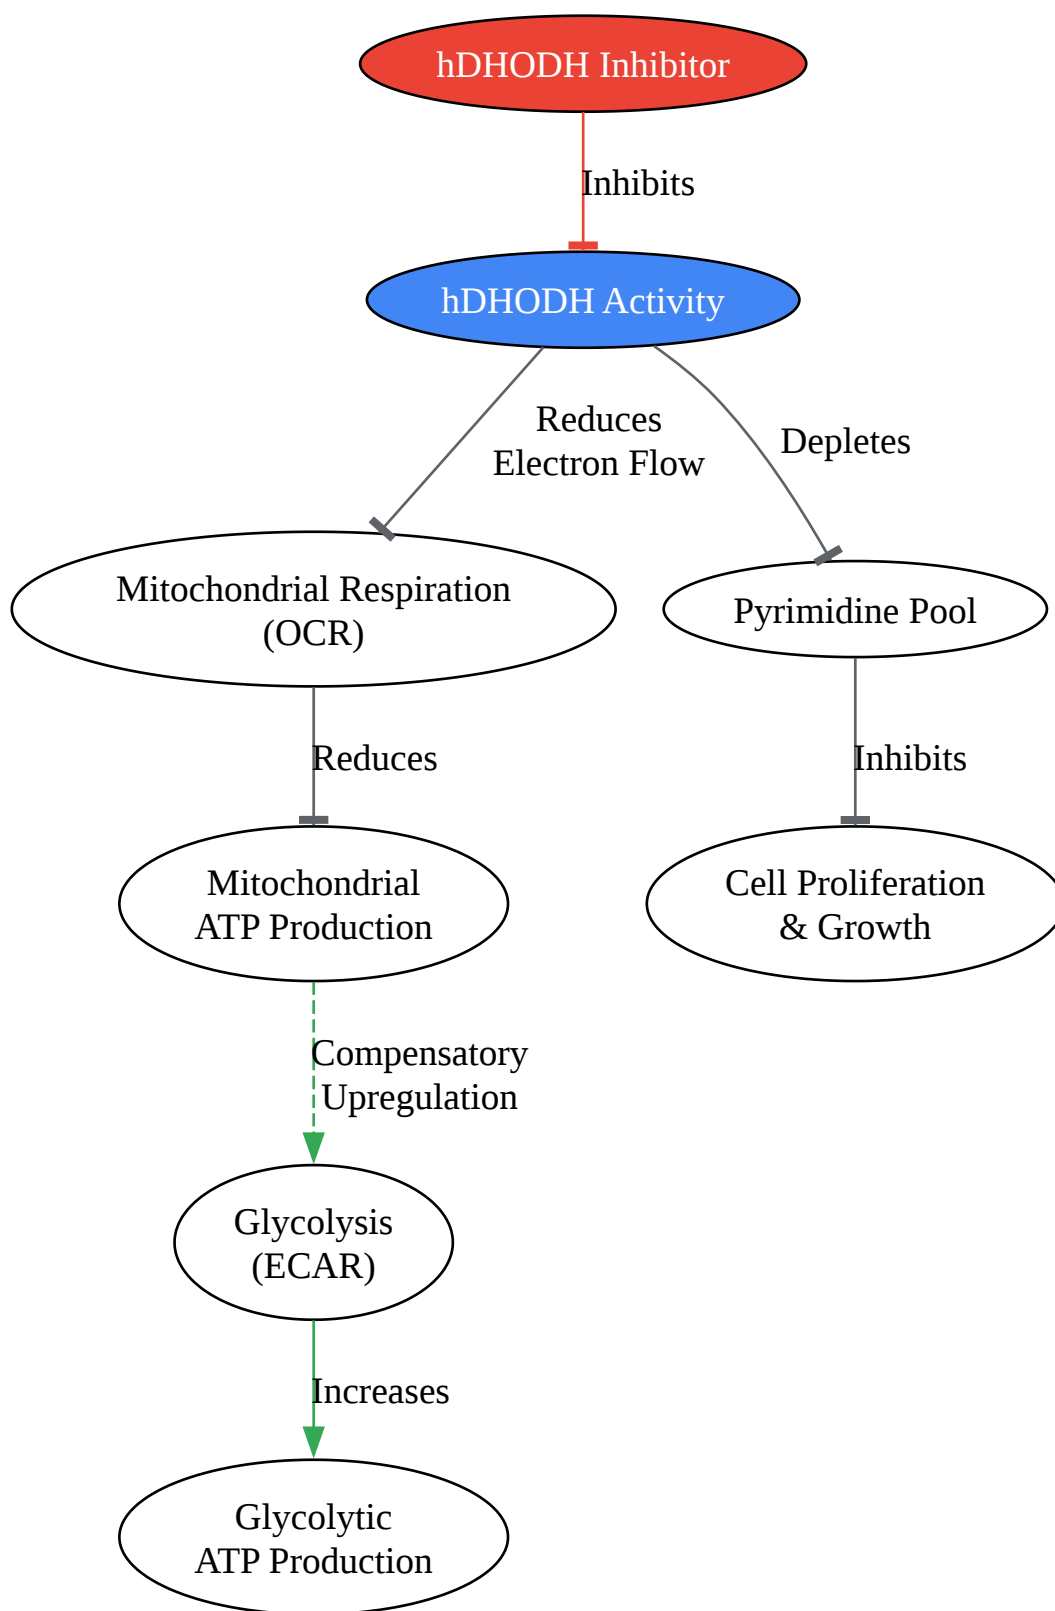 hDHODH Inhibitor
Inhibits
hDHODH Activity
Reduces
Electron Flow
Depletes
Mitochondrial Respiration
(OCR)
Pyrimidine Pool
Reduces
Inhibits
Mitochondrial
ATP Production
Cell Proliferation
& Growth
Compensatory
Upregulation
Glycolysis
(ECAR)
Increases
Glycolytic
ATP Production